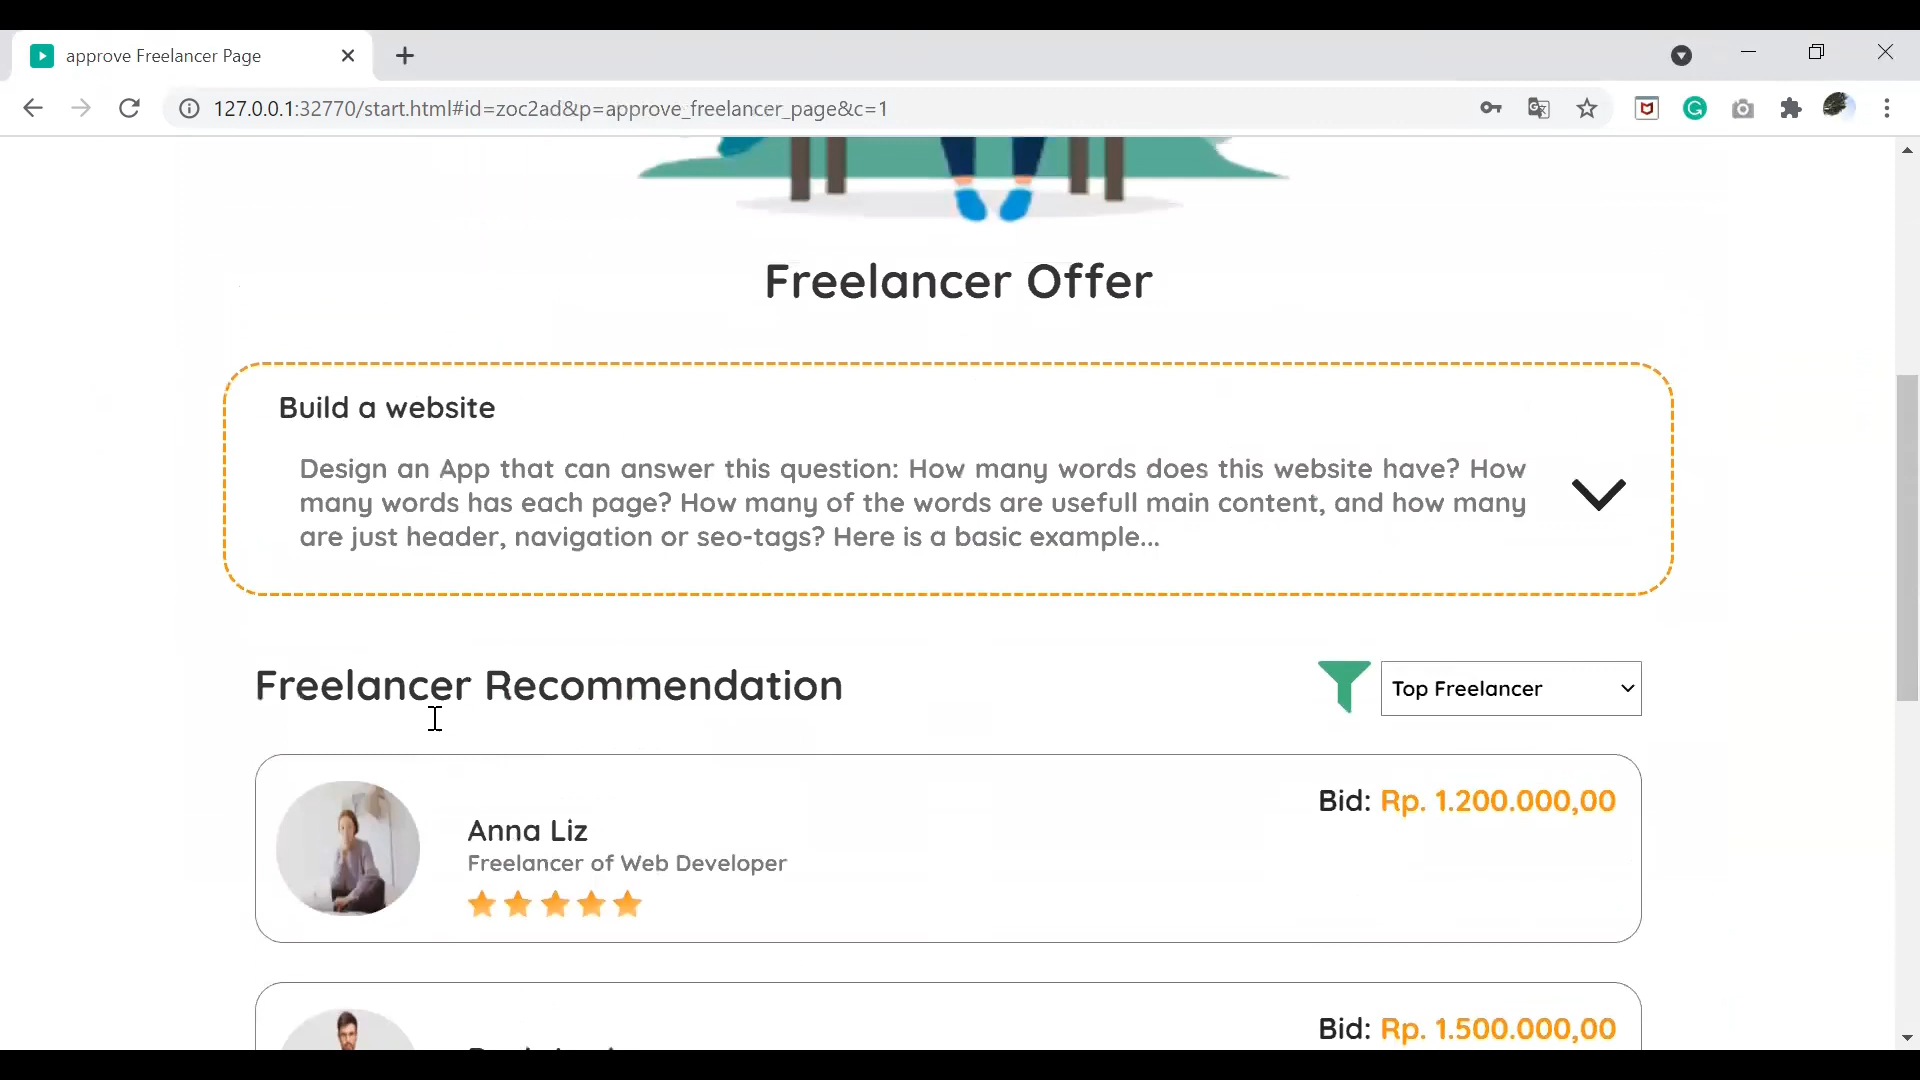 approve Freelancer Page
127.0.0.1:32770/start.html#id=zoc2ad&p=approve_freelancer_page&c=1
Freelancer Offer
Build a website
Design an App that can answer this question: How many words does this website have? How
many words has each page? How many of the words are usefull main content, and how many
are just header, navigation or seo-tags? Here is a basic example...
Freelancer Recommendation
Top Freelancer
Bid: Rp. 1.200.000,00
Anna Liz
Freelancer of Web Developer
Bid: Rp. 1.500.000,00